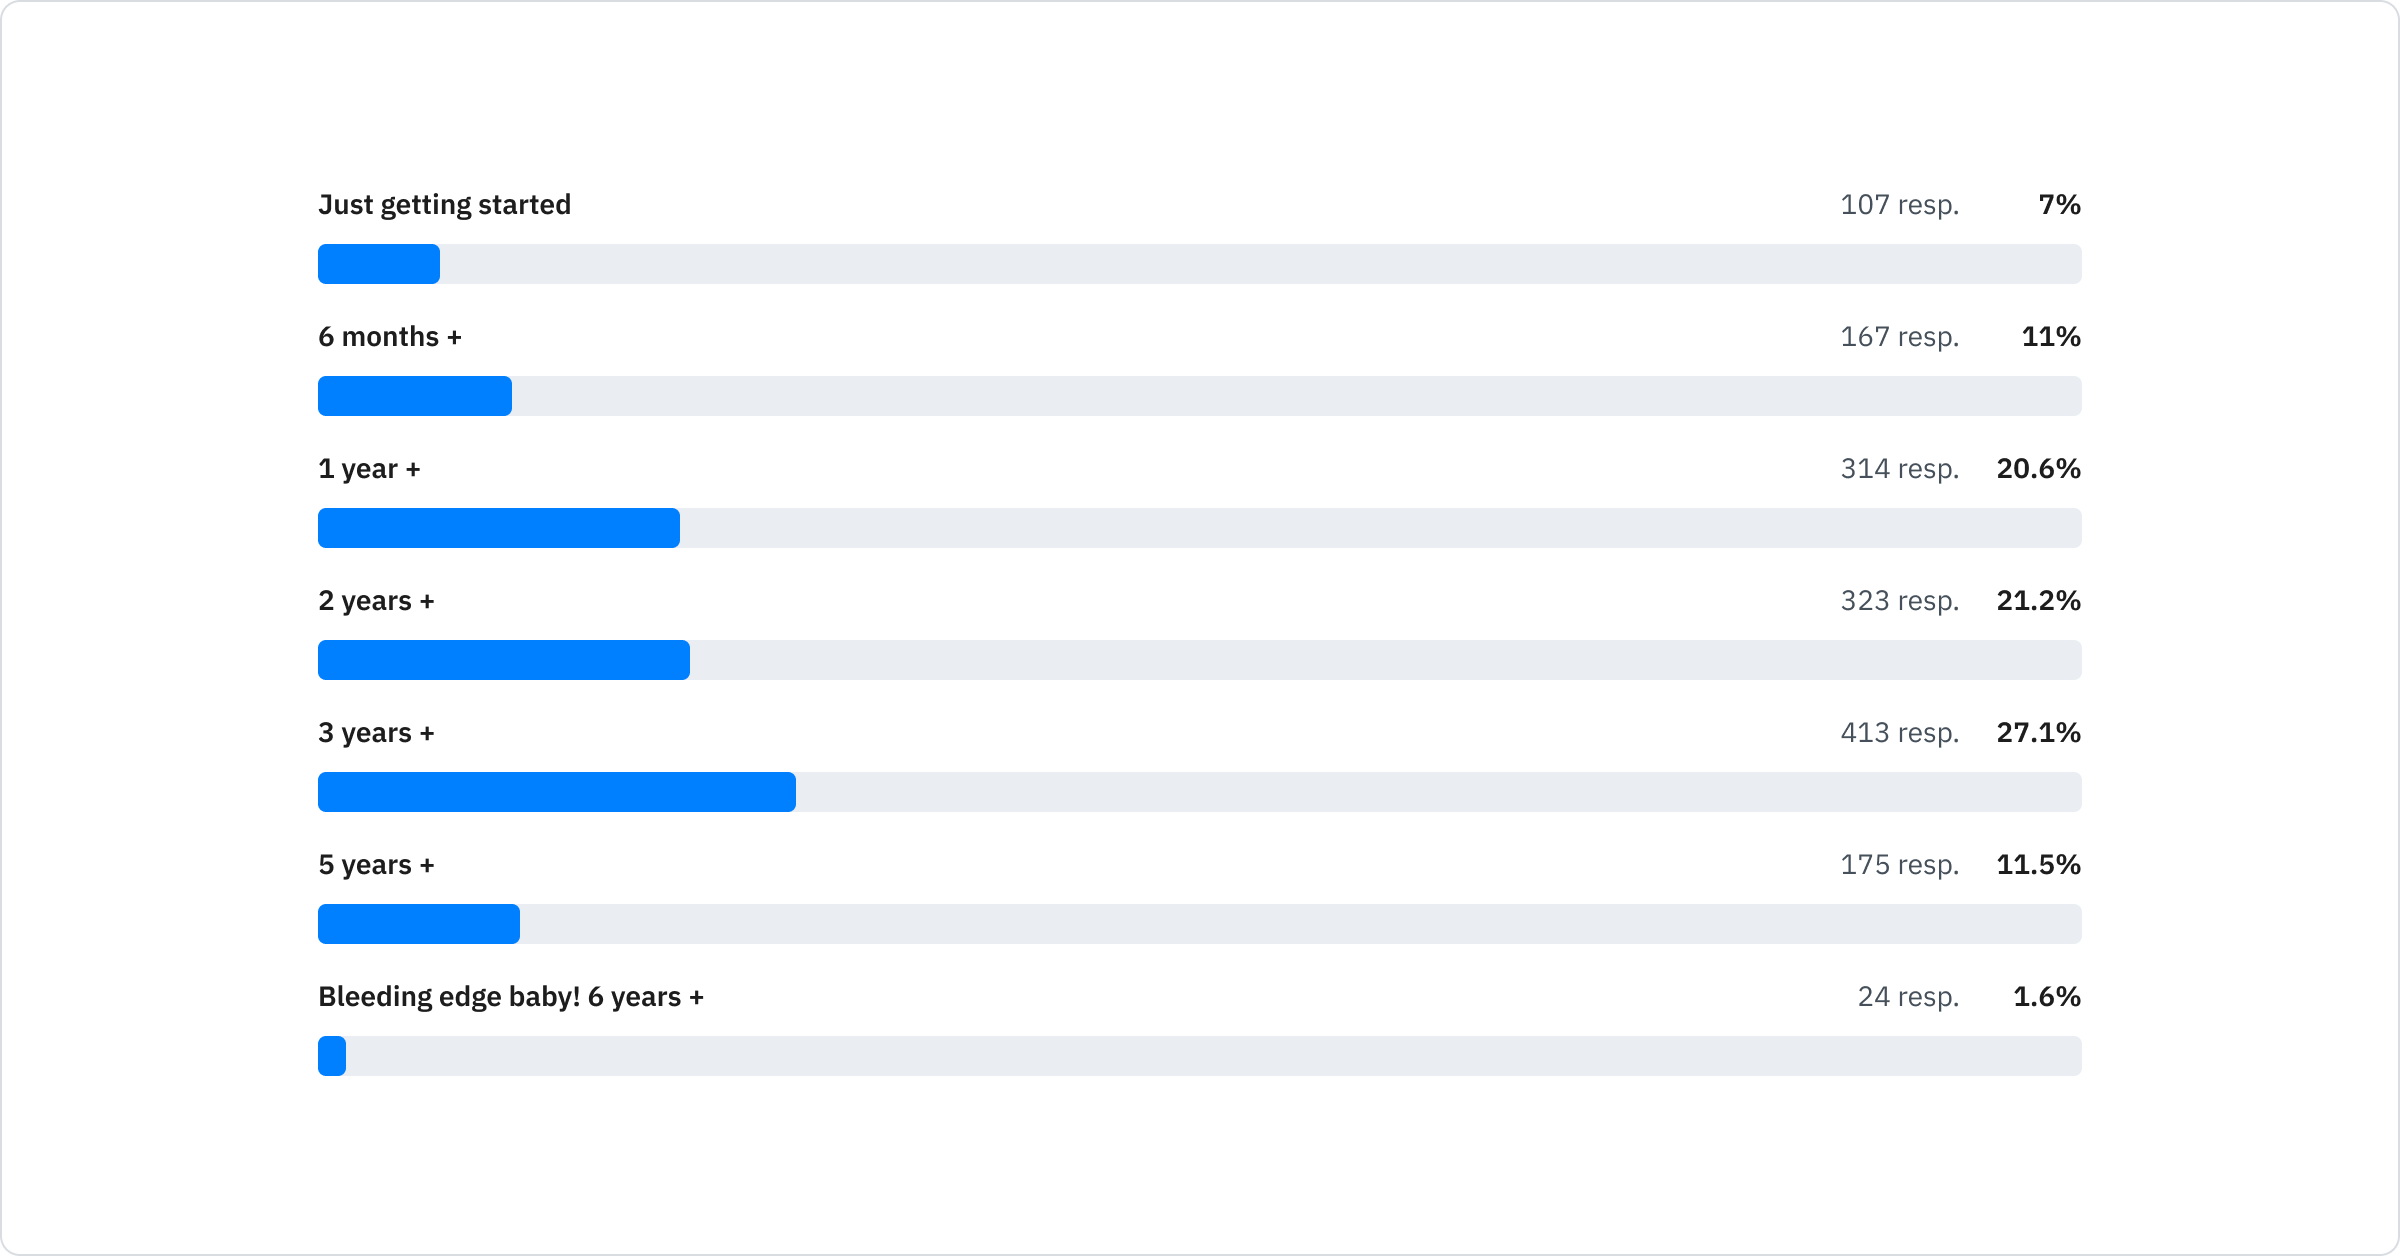 Just getting started 107 resp. 7%
6 months + 167 resp. 11%
1 year + 314 resp. 20.6%
2 years + 323 resp. 21.2%
3 years + 413 resp. 27.1%
5 years + 175 resp. 11.5%
Bleeding edge baby! 6 years + 24 resp. 1.6%